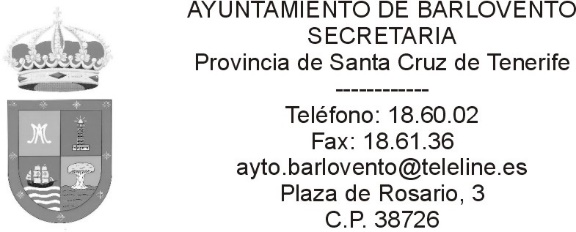 AYUNTAMIENTO DE BARLOVENTO
SECRETARIA
Provincia de Santa Cruz de Tenerife
------------
Teléfono: 18.60.02
Fax: 18.61.36
ayto.barlovento@teleline.es
Plaza de Rosario, 3
C.P. 38726